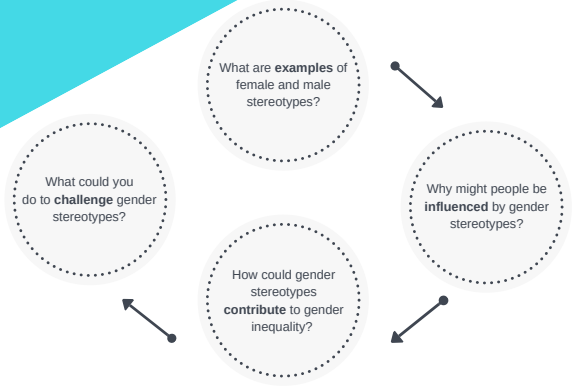 What are examples of
female and male
stereotypes?
Why might people be
influenced by gender
stereotypes?
How could gender
stereotypes
contribute to gender
inequality?
What could you
do to challenge gender
stereotypes?